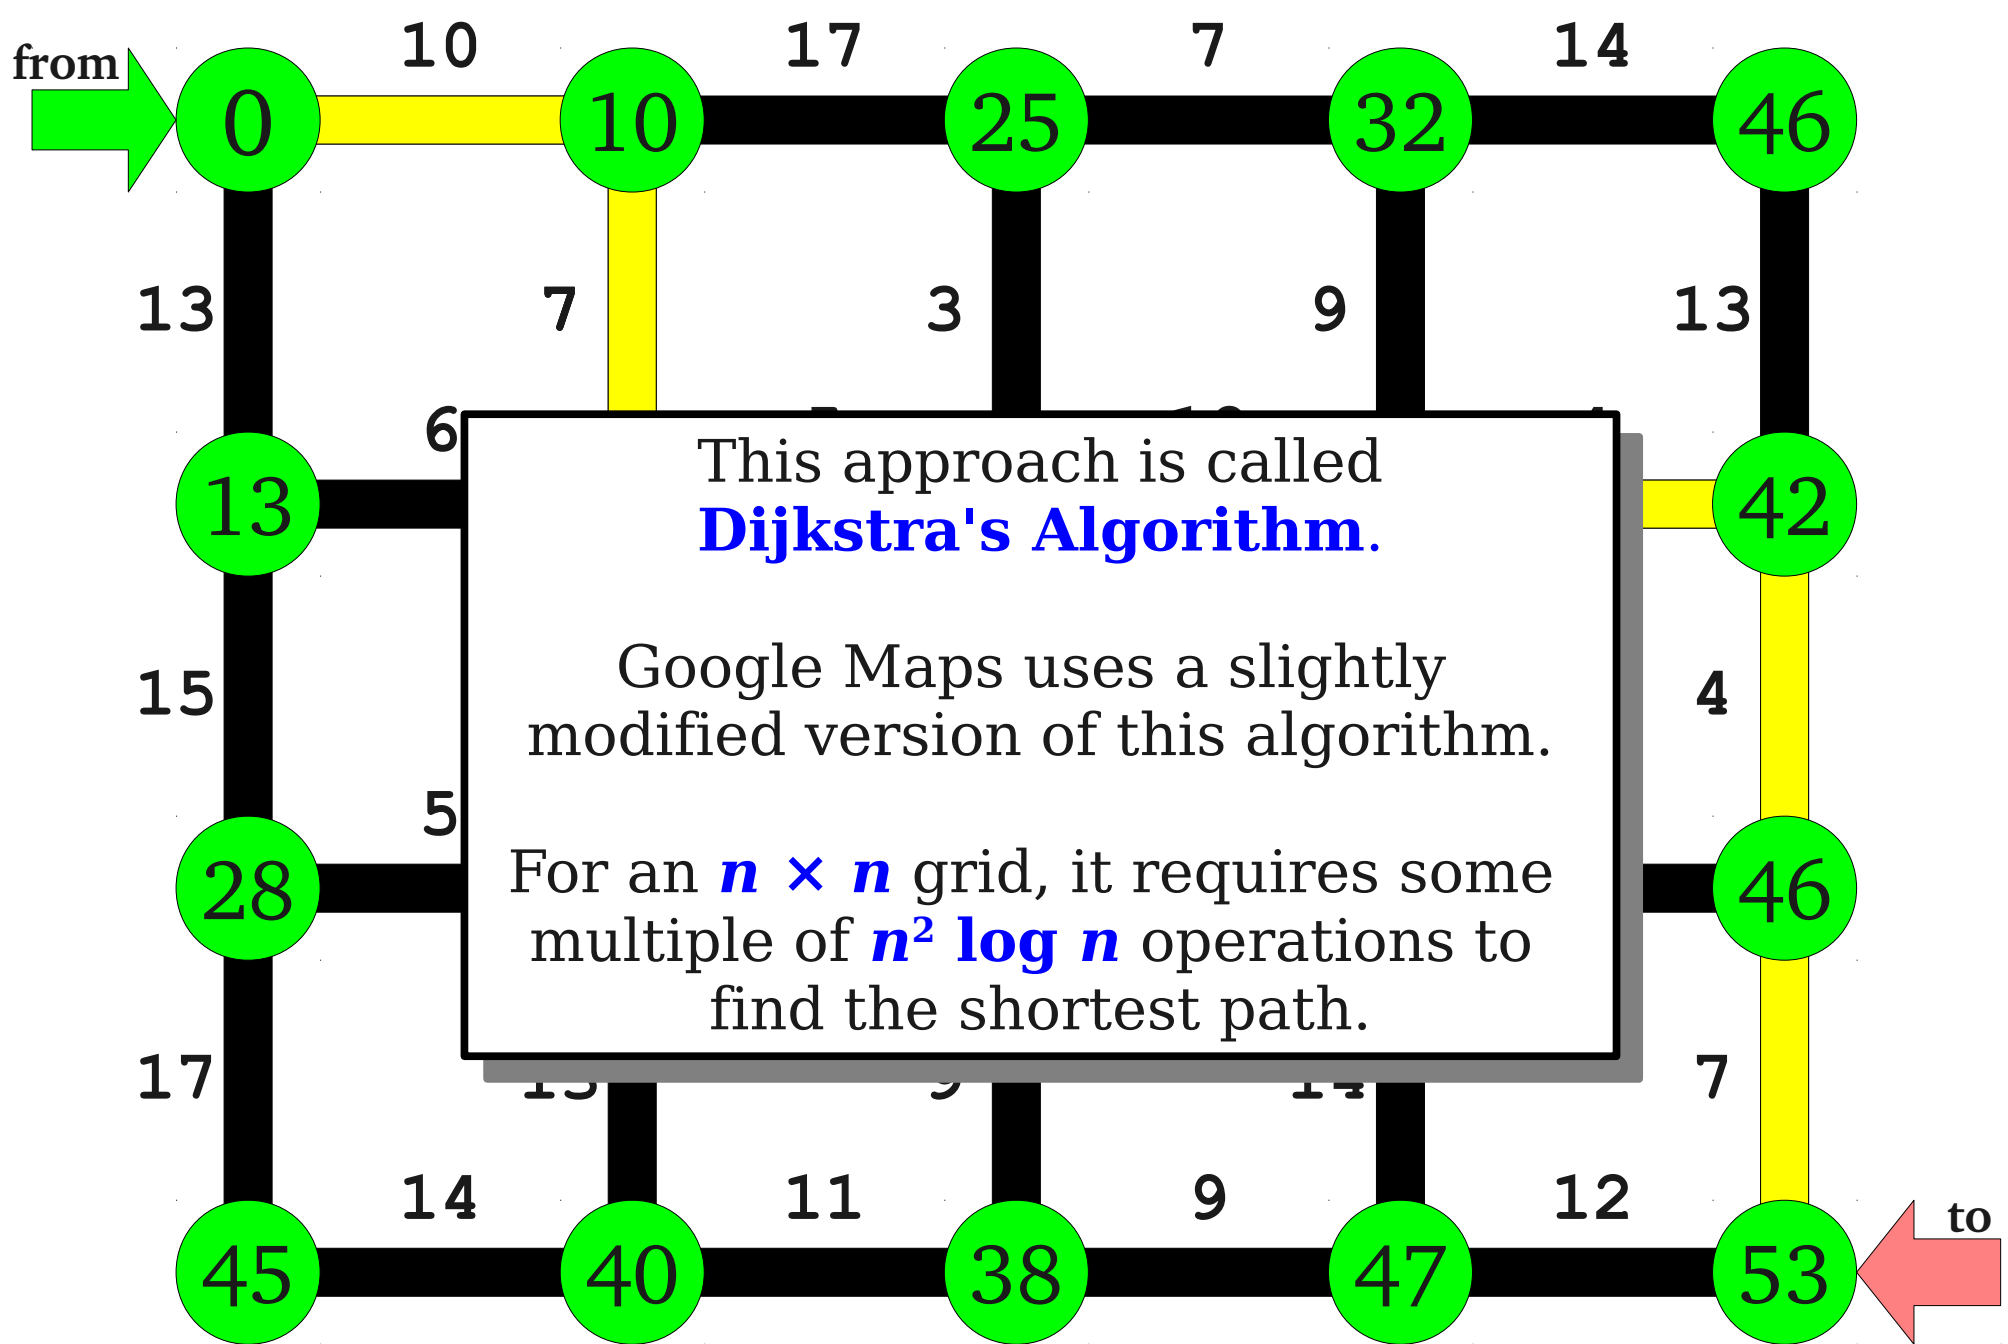 10 17 7 14
from
0 10 25 32 46
13 7 3 9 13
6
13 42
This approach is called
Dijkstra's Algorithm.
Google Maps uses a slightly
modified version of this algorithm.
For an n × n grid, it requires some
multiple of n² log n operations to
find the shortest path.
15 4
5
28 46
17 7
14 11 9 12
to
45 40 38 47 53